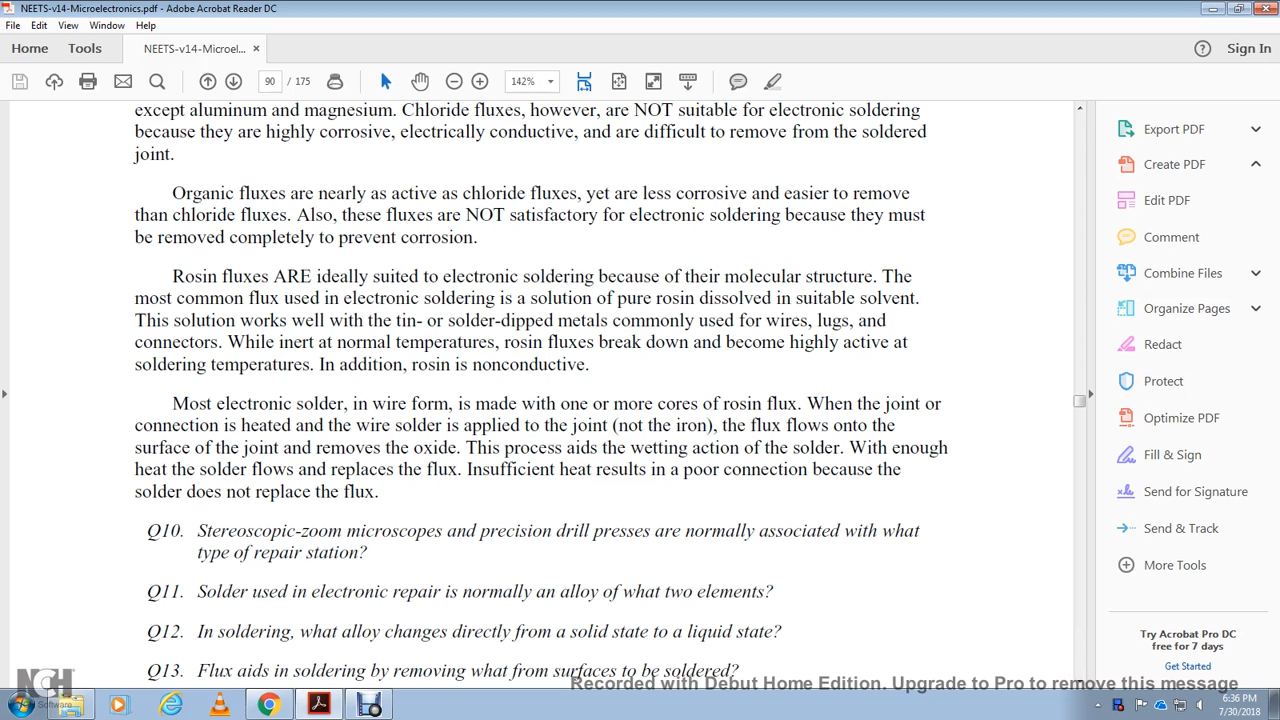 NEETS-v14-Microelectronics.pdf - Adobe Acrobat Reader DC
File Edit View Window Help
Home Tools NEETS-v14-Microel... × Sign In
90 / 175 142%
except aluminum and magnesium. Chloride fluxes, however, are NOT suitable for electronic soldering
because they are highly corrosive, electrically conductive, and are difficult to remove from the soldered
joint.
Organic fluxes are nearly as active as chloride fluxes, yet are less corrosive and easier to remove
than chloride fluxes. Also, these fluxes are NOT satisfactory for electronic soldering because they must
be removed completely to prevent corrosion.
Rosin fluxes ARE ideally suited to electronic soldering because of their molecular structure. The
most common flux used in electronic soldering is a solution of pure rosin dissolved in suitable solvent.
This solution works well with the tin- or solder-dipped metals commonly used for wires, lugs, and
connectors. While inert at normal temperatures, rosin fluxes break down and become highly active at
soldering temperatures. In addition, rosin is nonconductive.
Most electronic solder, in wire form, is made with one or more cores of rosin flux. When the joint or
connection is heated and the wire solder is applied to the joint (not the iron), the flux flows onto the
surface of the joint and removes the oxide. This process aids the wetting action of the solder. With enough
heat the solder flows and replaces the flux. Insufficient heat results in a poor connection because the
solder does not replace the flux.
Q10. Stereoscopic-zoom microscopes and precision drill presses are normally associated with what
type of repair station?
Q11. Solder used in electronic repair is normally an alloy of what two elements?
Q12. In soldering, what alloy changes directly from a solid state to a liquid state?
Q13. Flux aids in soldering by removing what from surfaces to be soldered?
Export PDF
Create PDF
Edit PDF
Comment
Combine Files
Organize Pages
Redact
Protect
Optimize PDF
Fill & Sign
Send for Signature
Send & Track
More Tools
Try Acrobat Pro DC
free for 7 days
Get Started
NCH
Software
Recorded with Debut Home Edition. Upgrade to Pro to remove this message
6:36 PM
7/30/2018